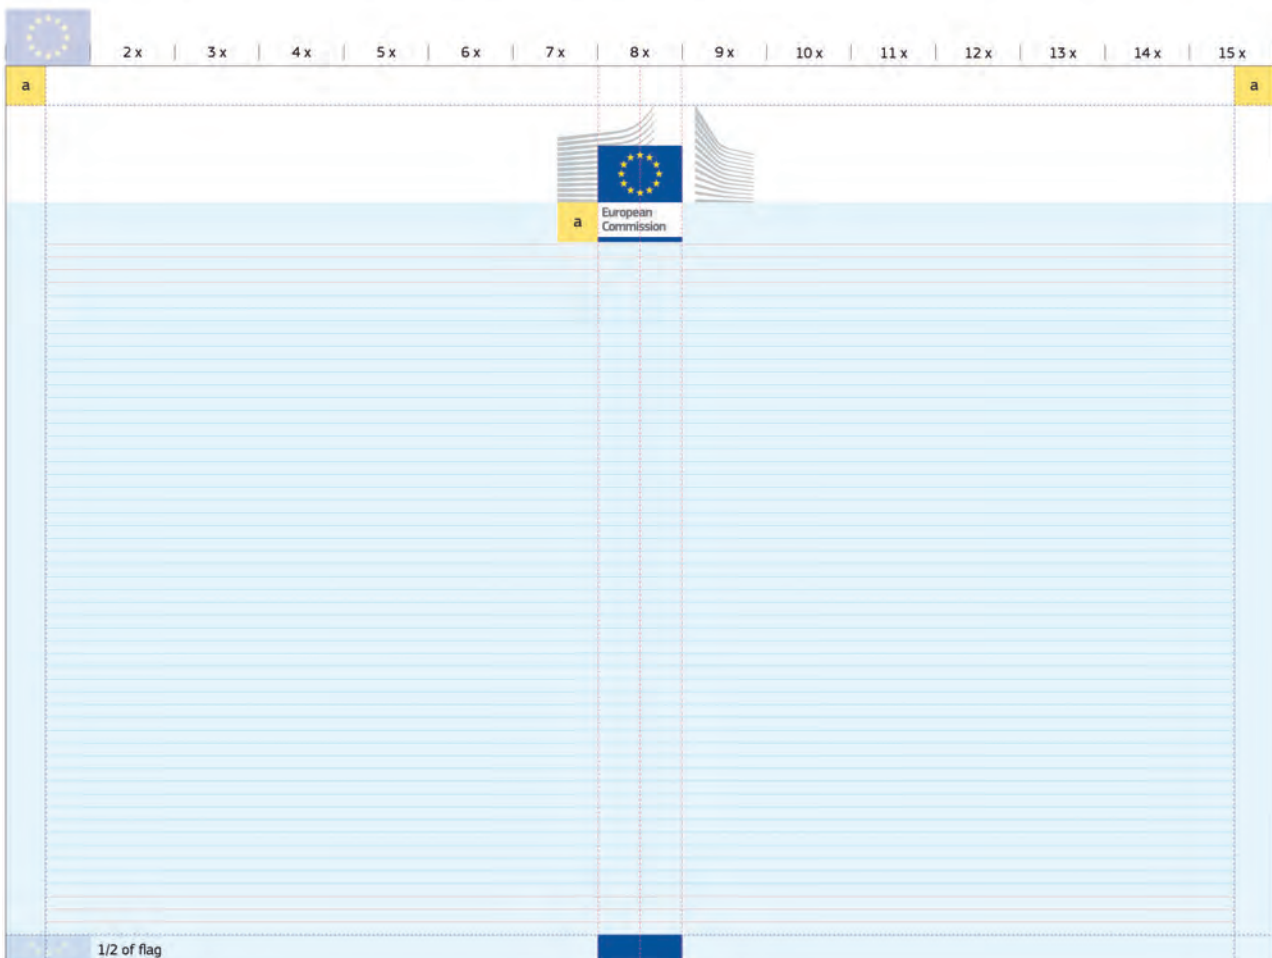 2 x | 3 x | 4 x | 5 x | 6 x | 7 x | 8 x | 9 x | 10 x | 11 x | 12 x | 13 x | 14 x | 15 x
a
a
a
European
Commission
1/2 of flag